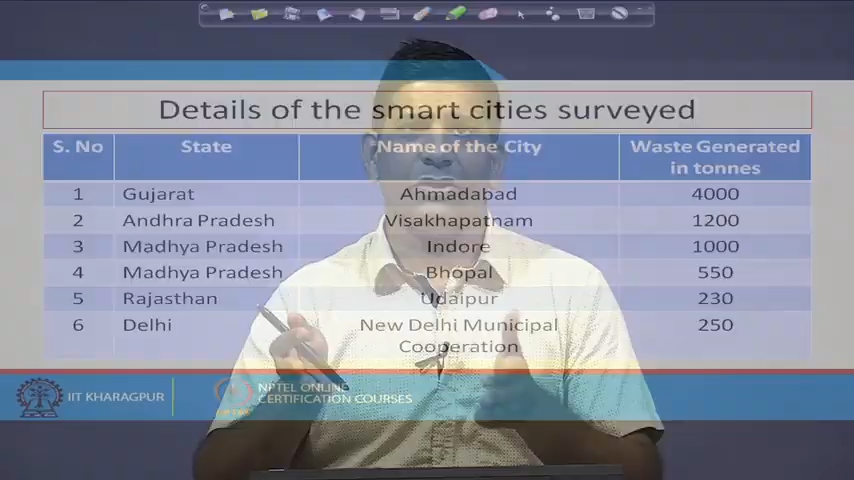 Details of the smart cities surveyed
S. No State Name of the City Waste Generated in tonnes
1 Gujarat Ahmadabad 4000
2 Andhra Pradesh Visakhapatnam 1200
3 Madhya Pradesh Indore 1000
4 Madhya Pradesh Bhopal 550
5 Rajasthan Udaipur 230
6 Delhi New Delhi Municipal Cooperation 250
IIT KHARAGPUR
NPTEL ONLINE
CERTIFICATION COURSES